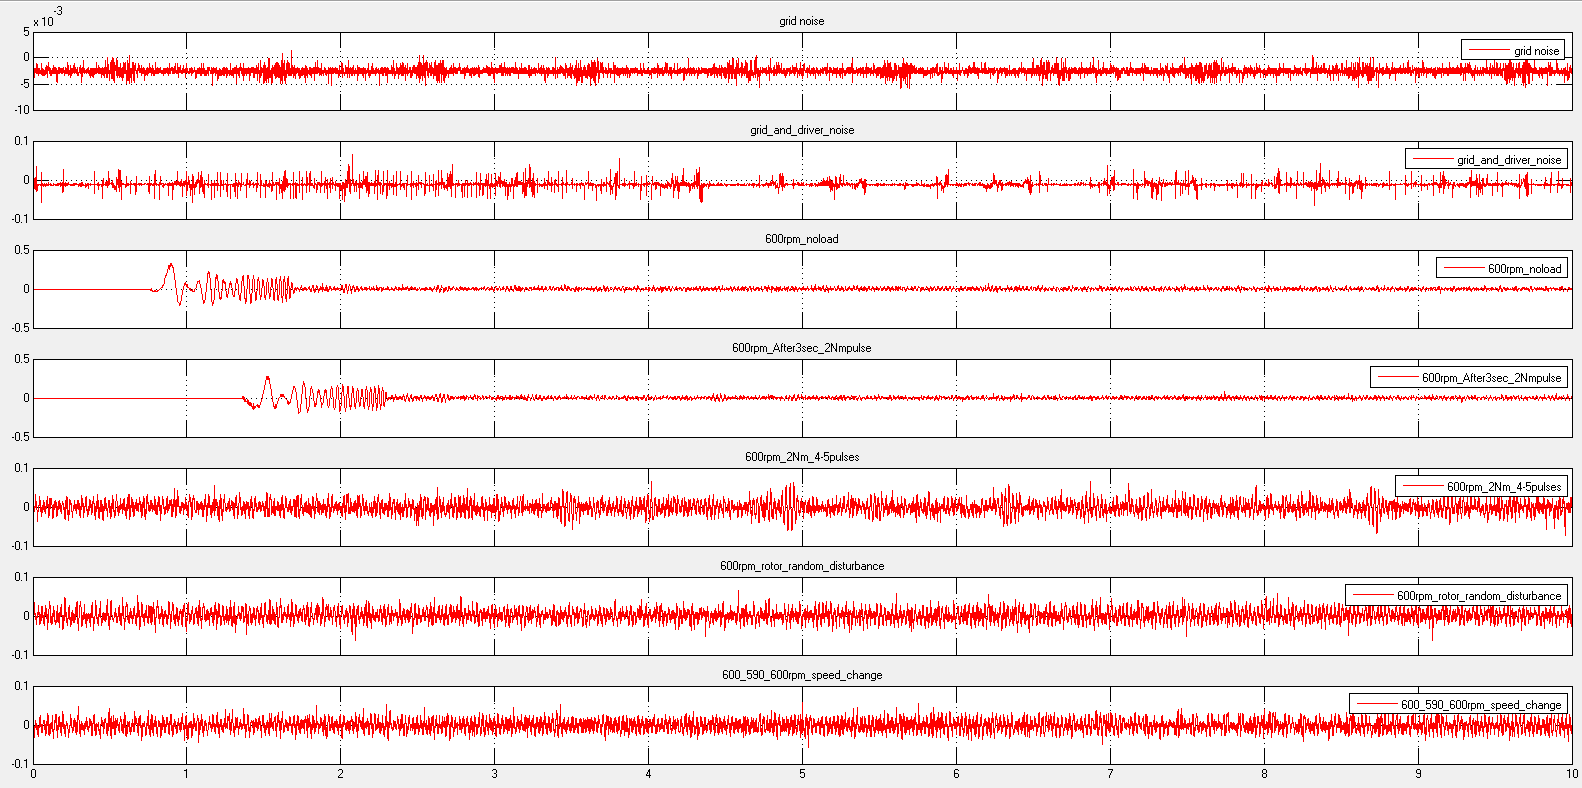 x 10-3
grid noise
5
0
-5
-10
grid noise
grid_and_driver_noise
0.1
0
-0.1
grid_and_driver_noise
600rpm_noload
0.5
0
-0.5
600rpm_noload
600rpm_After3sec_2Nmpulse
0.5
0
-0.5
600rpm_After3sec_2Nmpulse
600rpm_2Nm_4-5pulses
0.1
0
-0.1
600rpm_2Nm_4-5pulses
600rpm_rotor_random_disturbance
0.1
0
-0.1
600rpm_rotor_random_disturbance
600_590_600rpm_speed_change
0.1
0
-0.1
600_590_600rpm_speed_change
0 1 2 3 4 5 6 7 8 9 10